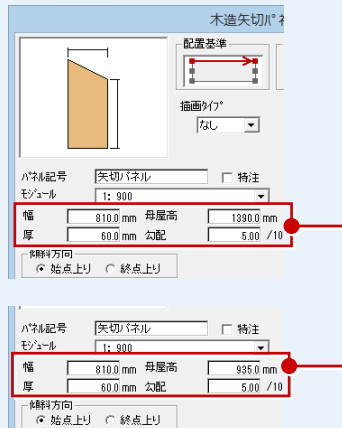 木造矢切パネ
配置基準
描画タイプ
なし
パネル記号 矢切パネル 特注
モジュール 1: 900
幅 810.0 mm 母屋高 1390.0 mm
厚 60.0 mm 勾配 5.00 /10
傾斜方向
始点上り 終点上り
パネル記号 矢切パネル 特注
モジュール 1: 900
幅 810.0 mm 母屋高 935.0 mm
厚 60.0 mm 勾配 5.00 /10
傾斜方向
始点上り 終点上り